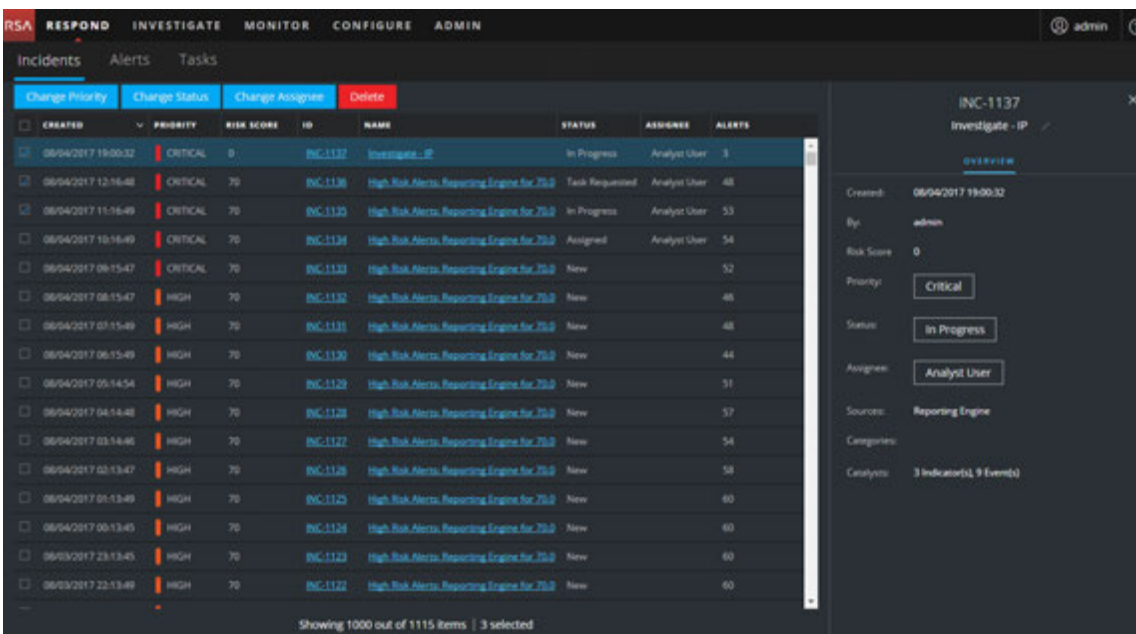 RSA RESPOND INVESTIGATE MONITOR CONFIGURE ADMIN admin
Incidents Alerts Tasks
Change Priority Change Status Change Assignee Delete
CREATED PRIORITY RISK SCORE ID NAME STATUS ASSIGNEE ALERTS
08/04/2017 19:00:32 CRITICAL 0 INC-1137 Investigate - IP In Progress Analyst User 3
08/04/2017 12:16:48 CRITICAL 70 INC-1136 High Risk Alerts: Reporting Engine for 70.0 Task Requested Analyst User 48
08/04/2017 11:16:49 CRITICAL 70 INC-1135 High Risk Alerts: Reporting Engine for 70.0 In Progress Analyst User 53
08/04/2017 10:16:49 CRITICAL 70 INC-1134 High Risk Alerts: Reporting Engine for 70.0 Assigned Analyst User 54
08/04/2017 09:15:47 CRITICAL 70 INC-1133 High Risk Alerts: Reporting Engine for 70.0 New 52
08/04/2017 08:15:47 HIGH 70 INC-1132 High Risk Alerts: Reporting Engine for 70.0 New 46
08/04/2017 07:15:49 HIGH 70 INC-1131 High Risk Alerts: Reporting Engine for 70.0 New 48
08/04/2017 06:15:49 HIGH 70 INC-1130 High Risk Alerts: Reporting Engine for 70.0 New 44
08/04/2017 05:14:54 HIGH 70 INC-1129 High Risk Alerts: Reporting Engine for 70.0 New 51
08/04/2017 04:14:48 HIGH 70 INC-1128 High Risk Alerts: Reporting Engine for 70.0 New 57
08/04/2017 03:14:46 HIGH 70 INC-1127 High Risk Alerts: Reporting Engine for 70.0 New 54
08/04/2017 02:13:47 HIGH 70 INC-1126 High Risk Alerts: Reporting Engine for 70.0 New 58
08/04/2017 01:13:49 HIGH 70 INC-1125 High Risk Alerts: Reporting Engine for 70.0 New 60
08/04/2017 00:13:45 HIGH 70 INC-1124 High Risk Alerts: Reporting Engine for 70.0 New 60
08/03/2017 23:13:45 HIGH 70 INC-1123 High Risk Alerts: Reporting Engine for 70.0 New 60
08/03/2017 22:13:49 HIGH 70 INC-1122 High Risk Alerts: Reporting Engine for 70.0 New 60
Showing 1000 out of 1115 items | 3 selected
INC-1137
Investigate - IP
OVERVIEW
Created: 08/04/2017 19:00:32
By: admin
Risk Score 0
Priority: Critical
Status: In Progress
Assignee: Analyst User
Sources: Reporting Engine
Categories:
Catalysts: 3 Indicator(s), 9 Event(s)